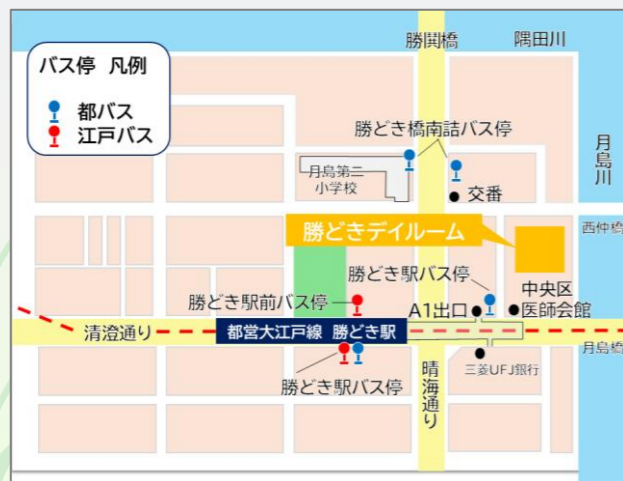 勝鬨橋
隅田川
バス停 凡例
都バス
江戸バス
勝どき橋南詰バス停
月島川
月島第二
小学校
交番
西仲橋
勝どきデイルーム
勝どき駅バス停
中央区
医師会館
勝どき駅前バス停
A1出口
清澄通り
都営大江戸線 勝どき駅
月島橋
三菱UFJ銀行
勝どき駅バス停
晴海通り